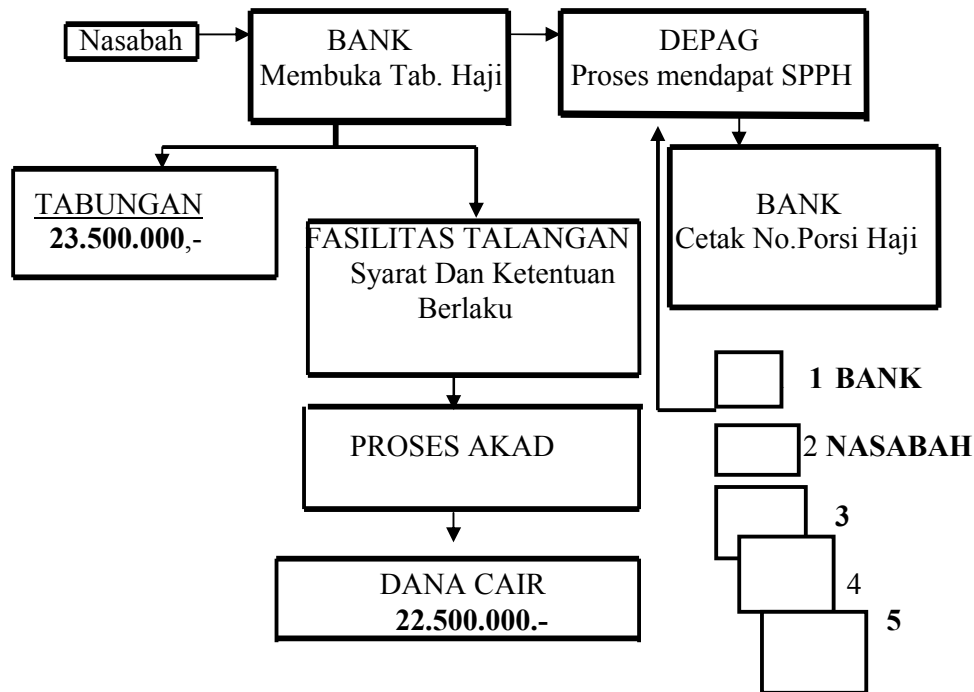 Nasabah
BANK
Membuka Tab. Haji
DEPAG
Proses mendapat SPPH
TABUNGAN
23.500.000,-
FASILITAS TALANGAN
Syarat Dan Ketentuan
Berlaku
BANK
Cetak No.Porsi Haji
PROSES AKAD
DANA CAIR
22.500.000.-
1 BANK
2 NASABAH
3
4
5